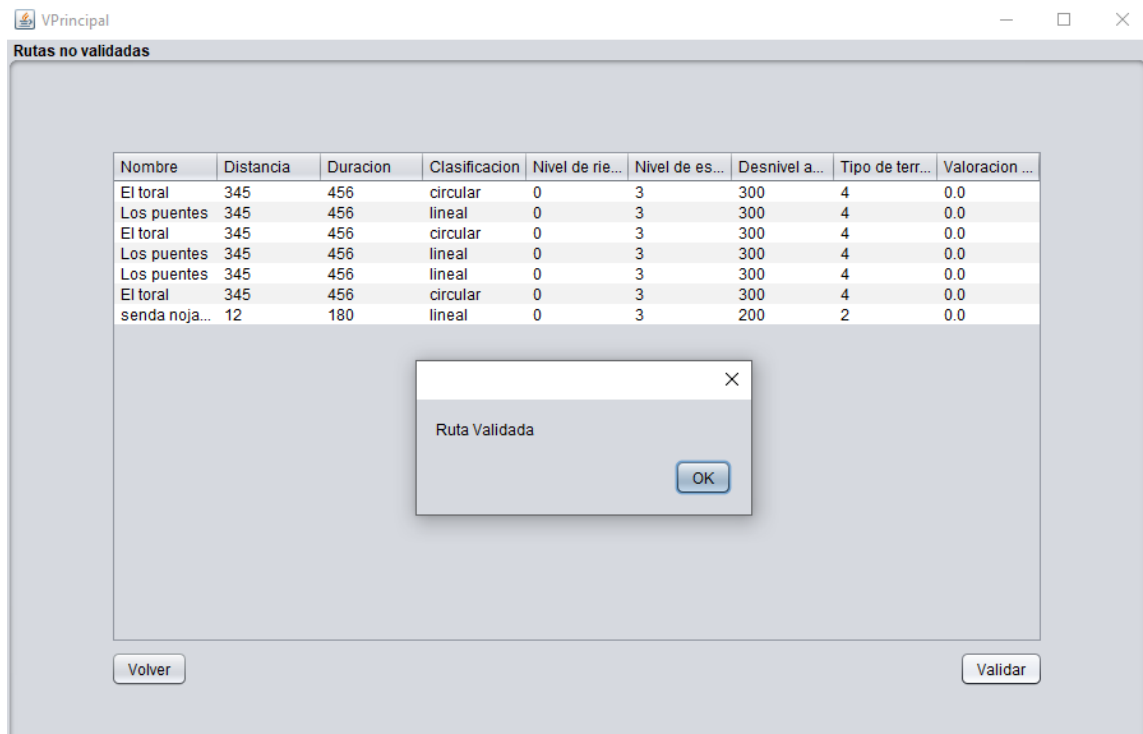 VPrincipal
Rutas no validadas
Nombre Distancia Duracion Clasificacion Nivel de rie... Nivel de es... Desnivel a... Tipo de terr... Valoracion ...
El toral 345 456 circular 0 3 300 4 0.0
Los puentes 345 456 lineal 0 3 300 4 0.0
El toral 345 456 circular 0 3 300 4 0.0
Los puentes 345 456 lineal 0 3 300 4 0.0
Los puentes 345 456 lineal 0 3 300 4 0.0
El toral 345 456 circular 0 3 300 4 0.0
senda noja... 12 180 lineal 0 3 200 2 0.0
Ruta Validada
OK
Volver Validar